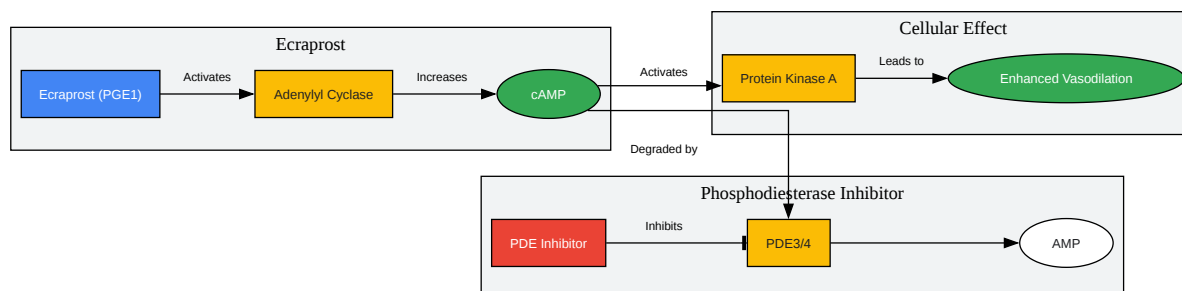 Ecraprost
Ecraprost (PGE1)
Activates
Adenylyl Cyclase
Increases
cAMP
Activates
Cellular Effect
Protein Kinase A
Leads to
Enhanced Vasodilation
Degraded by
Phosphodiesterase Inhibitor
PDE Inhibitor
Inhibits
PDE3/4
AMP